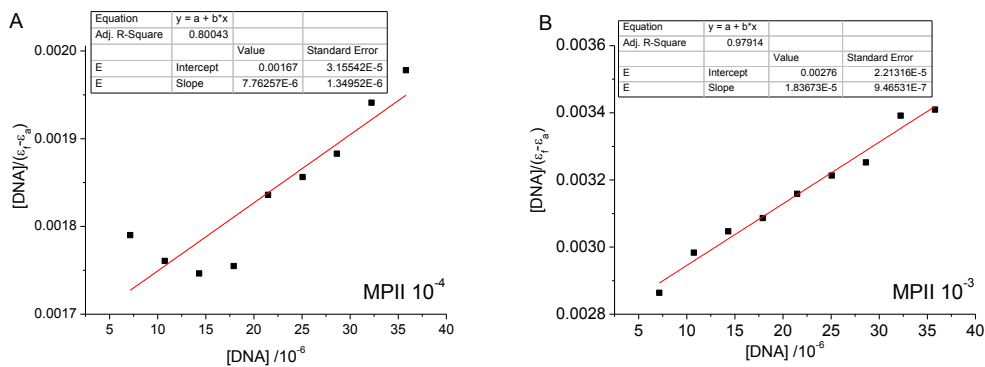 A
Equation y = a + b*x
Adj. R-Square 0.80043
Value Standard Error
E Intercept 0.00167 3.15542E-5
E Slope 7.76257E-6 1.34952E-6
0.0020
0.0019
0.0018
0.0017
[DNA]/(ε_f-ε_a)
5 10 15 20 25 30 35 40
[DNA] /10^-6
MPII 10^-4
B
Equation y = a + b*x
Adj. R-Square 0.97914
Value Standard Error
E Intercept 0.00276 2.21316E-5
E Slope 1.83673E-5 9.46531E-7
0.0036
0.0034
0.0032
0.0030
0.0028
[DNA]/(ε_f-ε_a)
5 10 15 20 25 30 35 40
[DNA] /10^-6
MPII 10^-3